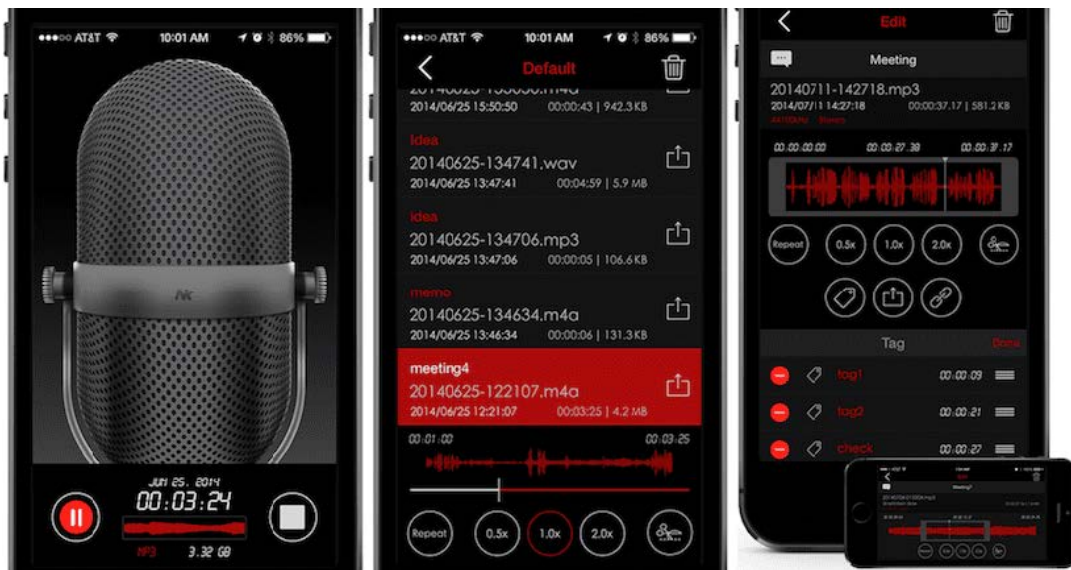 AT&T 10:01 AM 86%
NK
JUN 25. 2014
00:03:24
MP3 3.32 GB
AT&T 10:01 AM 86%
Default
2014/06/25 15:50:50 00:00:43 | 942.3 KB
Idea
20140625-134741.wav
2014/06/25 13:47:41 00:04:59 | 5.9 MB
idea
20140625-134706.mp3
2014/06/25 13:47:06 00:00:05 | 106.6 KB
memo
20140625-134634.m4a
2014/06/25 13:46:34 00:00:06 | 131.3 KB
meeting4
20140625-122107.m4a
2014/06/25 12:21:07 00:03:25 | 4.2 MB
00:01:00 00:03:25
Repeat 0.5x 1.0x 2.0x
Edit
Meeting
20140711-142718.mp3
2014/07/11 14:27:18 00:00:37.17 | 581.2 KB
44100Hz Stereo
00:00:00.00 00:00:27.38 00:00:37.17
Repeat 0.5x 1.0x 2.0x
Tag Done
tag1 00:00:09
tag2 00:00:21
check 00:00:27